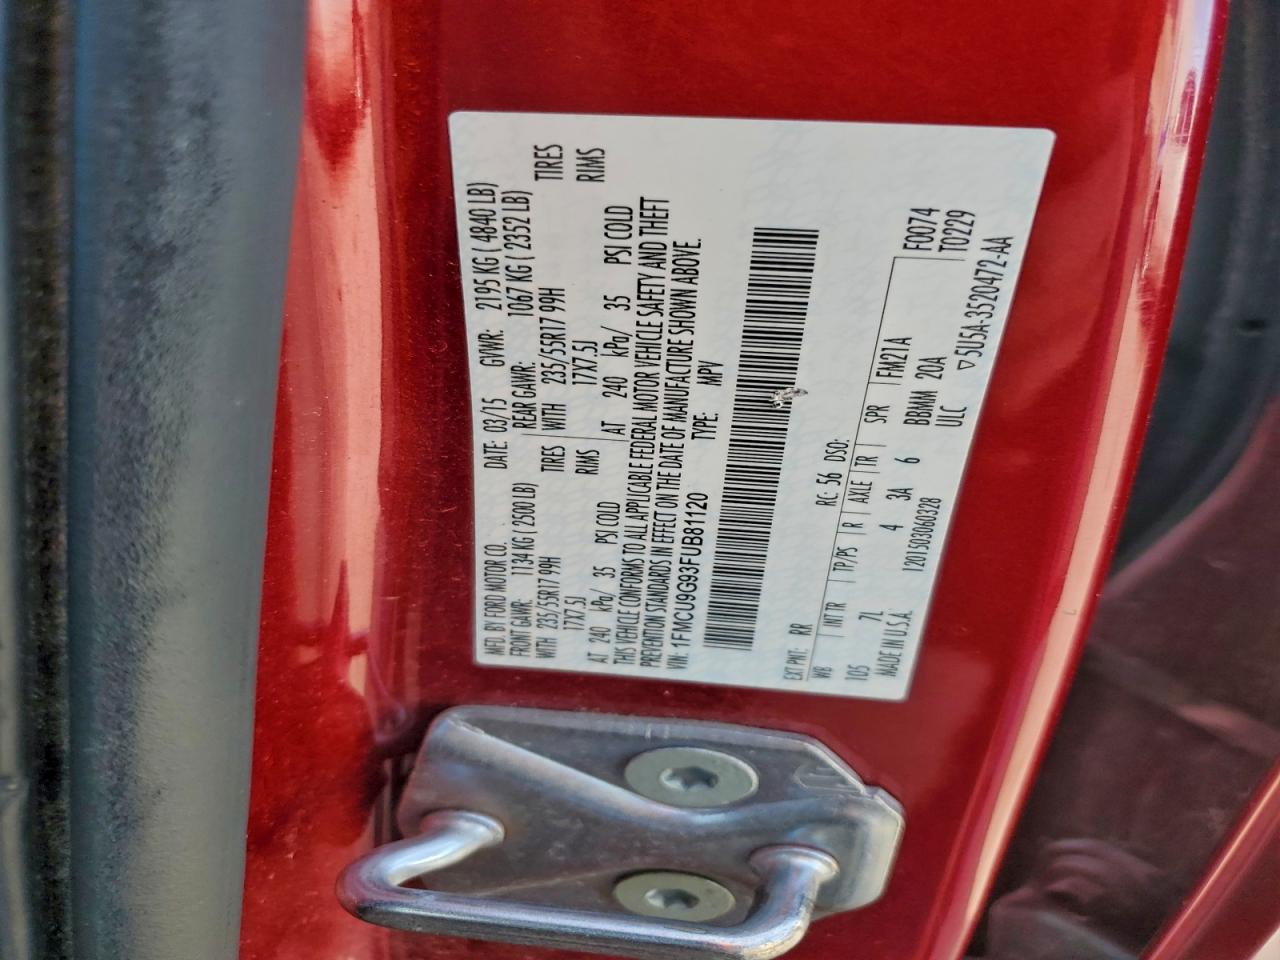 MFD. BY FORD MOTOR CO.
DATE: 03/15 GVWR: 2195 KG ( 4840 LB)
FRONT GAWR: 1134 KG ( 2500 LB)
REAR GAWR: 1067 KG ( 2352 LB)
WITH 235/55R17 99H TIRES
WITH 235/55R17 99H TIRES
17X7.5J RIMS
17X7.5J RIMS
AT 240 kPa/ 35 PSI COLD
AT 240 kPa/ 35 PSI COLD
THIS VEHICLE CONFORMS TO ALL APPLICABLE FEDERAL MOTOR VEHICLE SAFETY AND THEFT
PREVENTION STANDARDS IN EFFECT ON THE DATE OF MANUFACTURE SHOWN ABOVE.
VIN: 1FMCU9G93FUB81120 TYPE: MPV
EXT PNT: RR RC: 56 DSO:
WB INT TR TP/PS R AXLE TR SPR FM21A F0074
105 7L 4 3A 6 BBMM 20A T0229
MADE IN U.S.A. 1201503060328 ULC ▽5U5A-3520472-AA